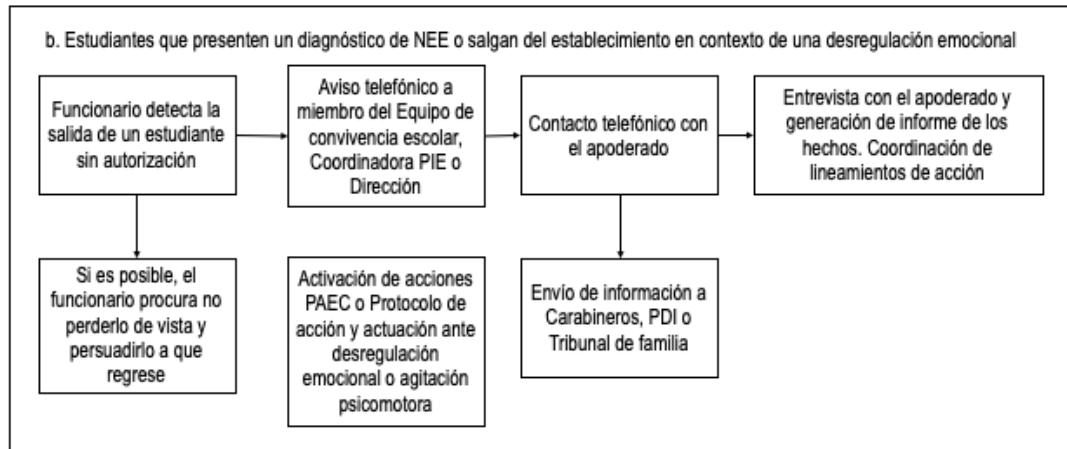 b. Estudiantes que presenten un diagnóstico de NEE o salgan del establecimiento en contexto de una desregulación emocional
Funcionario detecta la
salida de un estudiante
sin autorización
Aviso telefónico a
miembro del Equipo de
convivencia escolar,
Coordinadora PIE o
Dirección
Contacto telefónico con
el apoderado
Entrevista con el apoderado y
generación de informe de los
hechos. Coordinación de
lineamientos de acción
Si es posible, el
funcionario procura no
perderlo de vista y
persuadirlo a que
regrese
Activación de acciones
PAEC o Protocolo de
acción y actuación ante
desregulación
emocional o agitación
psicomotora
Envío de información a
Carabineros, PDI o
Tribunal de familia